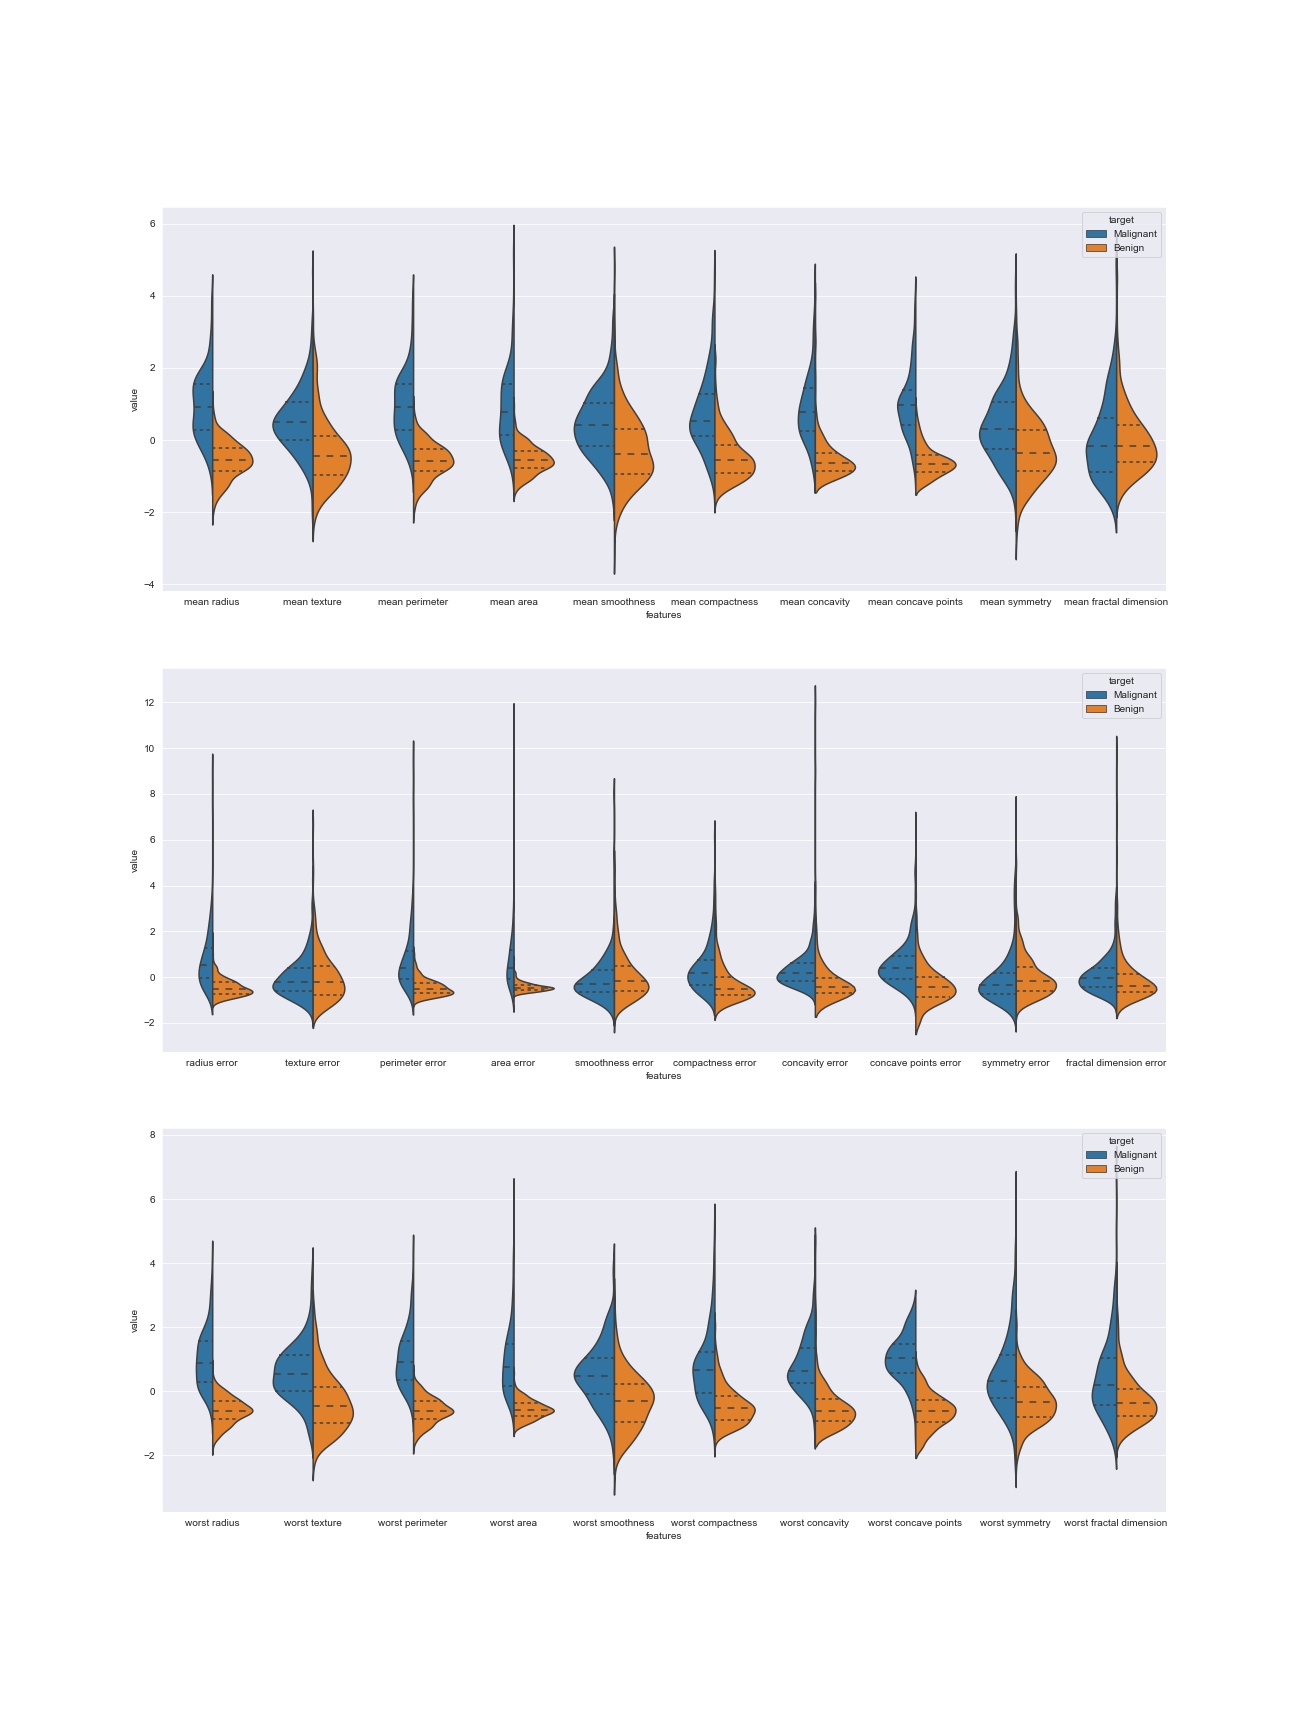 target
Malignant
Benign
6
4
2
0
−2
−4
value
mean radius mean texture mean perimeter mean area mean smoothness mean compactness mean concavity mean concave points mean symmetry mean fractal dimension
features
target
Malignant
Benign
12
10
8
6
4
2
0
−2
value
radius error texture error perimeter error area error smoothness error compactness error concavity error concave points error symmetry error fractal dimension error
features
target
Malignant
Benign
8
6
4
2
0
−2
value
worst radius worst texture worst perimeter worst area worst smoothness worst compactness worst concavity worst concave points worst symmetry worst fractal dimension
features